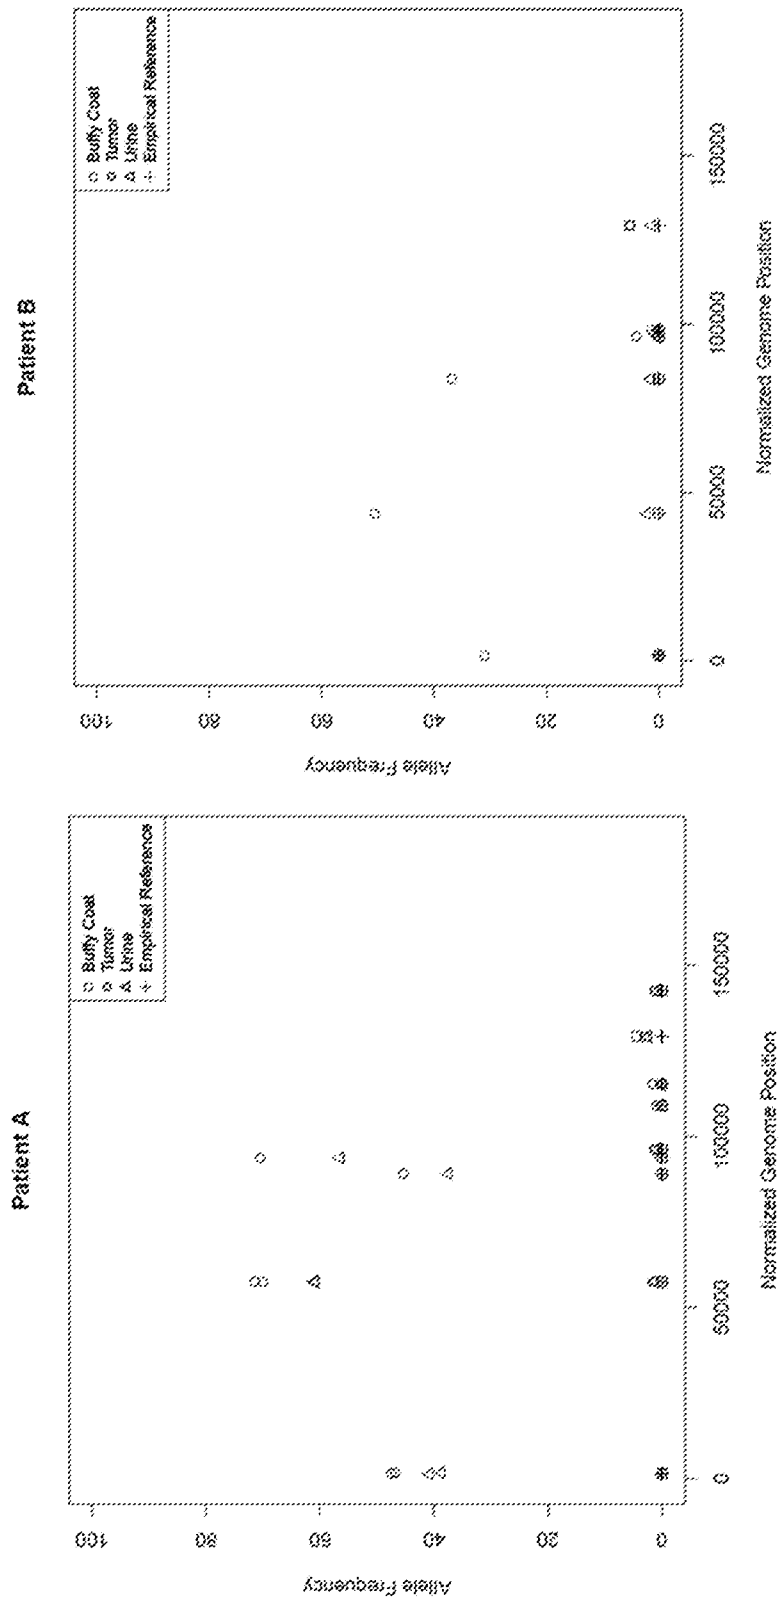 Patient A
Buffy Coat
Tumor
Urine
Empirical Reference
100
80
60
40
20
0
Allele Frequency
0
50000
100000
150000
Normalized Genome Position
Patient B
Buffy Coat
Tumor
Urine
Empirical Reference
100
80
60
40
20
0
Allele Frequency
0
50000
100000
150000
Normalized Genome Position